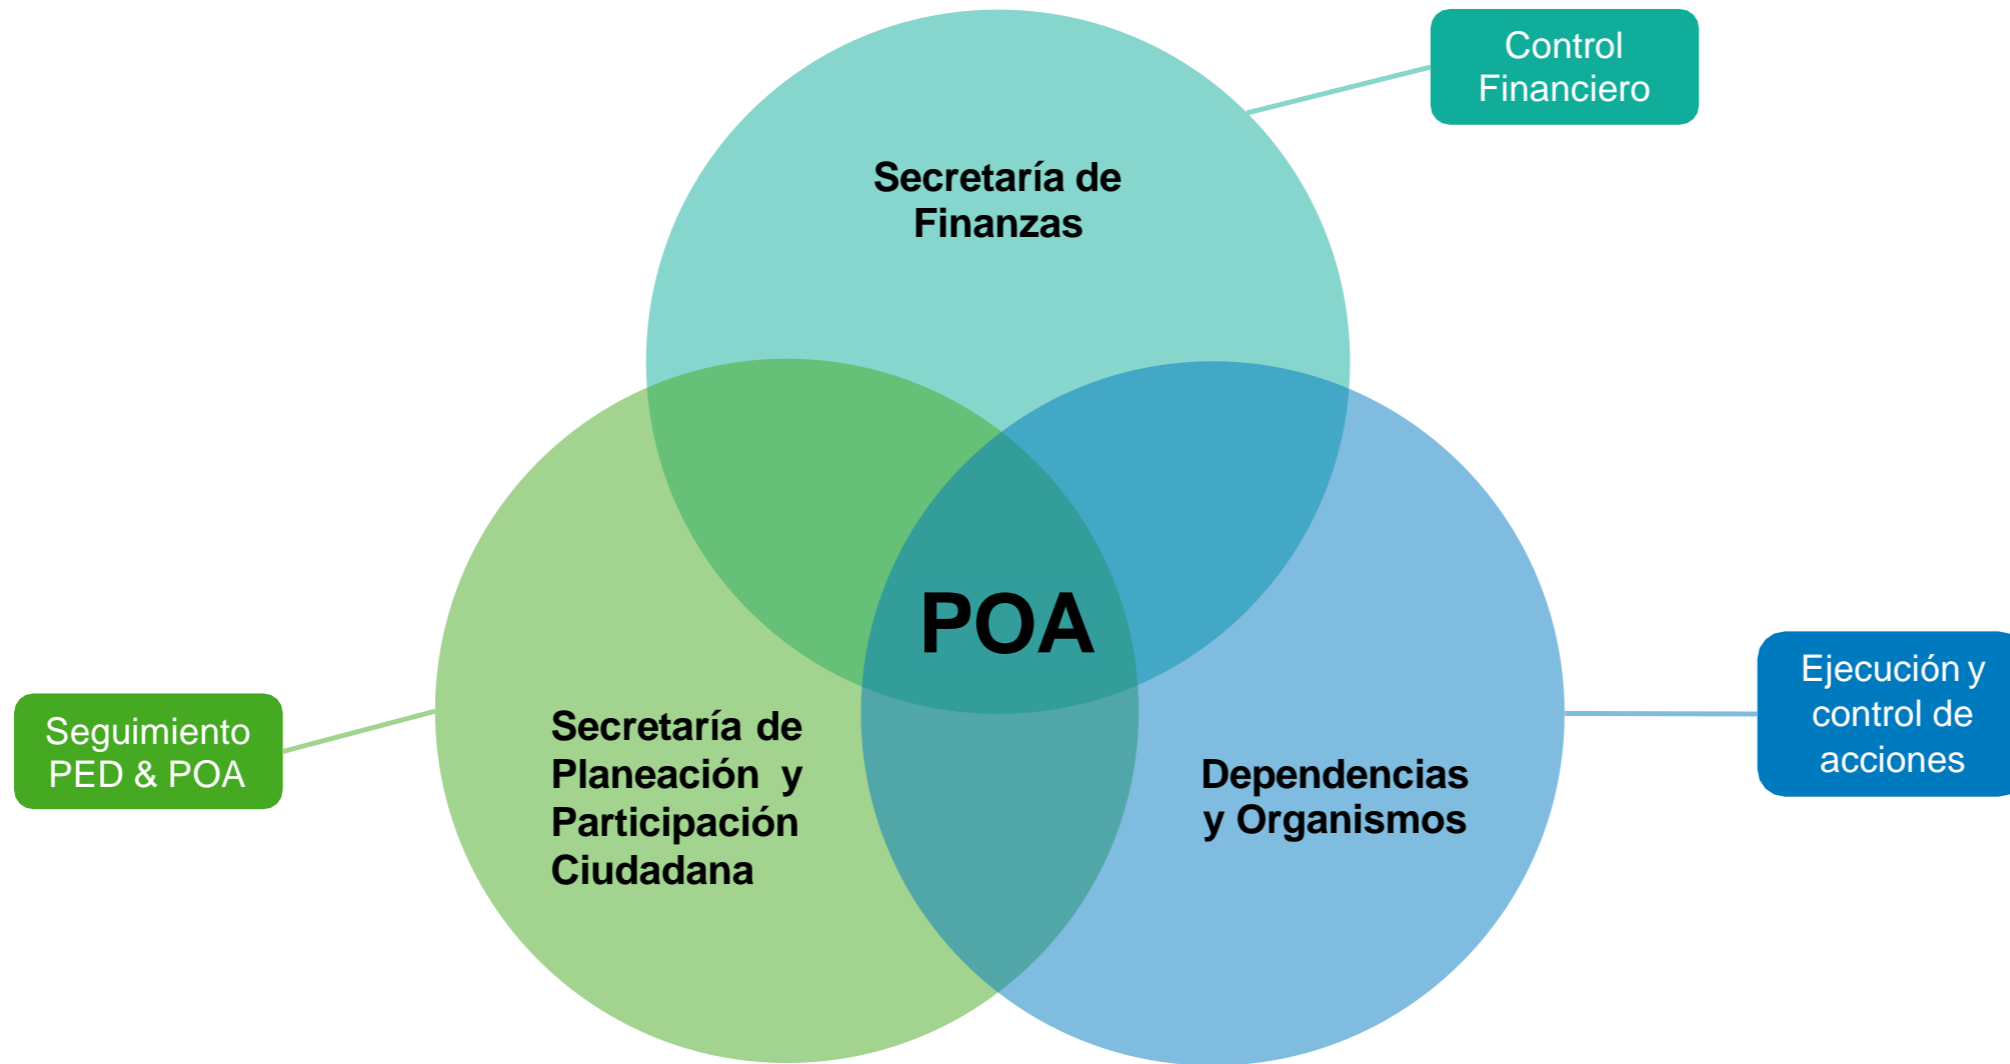 Control
Financiero
Secretaría de
Finanzas
POA
Seguimiento
PED & POA
Secretaría de
Planeación y
Participación
Ciudadana
Dependencias
y Organismos
Ejecución y
control de
acciones